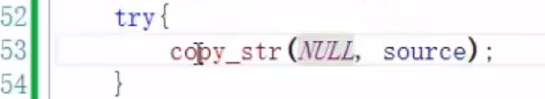 52 try{
53 copy_str(NULL, source);
54 }